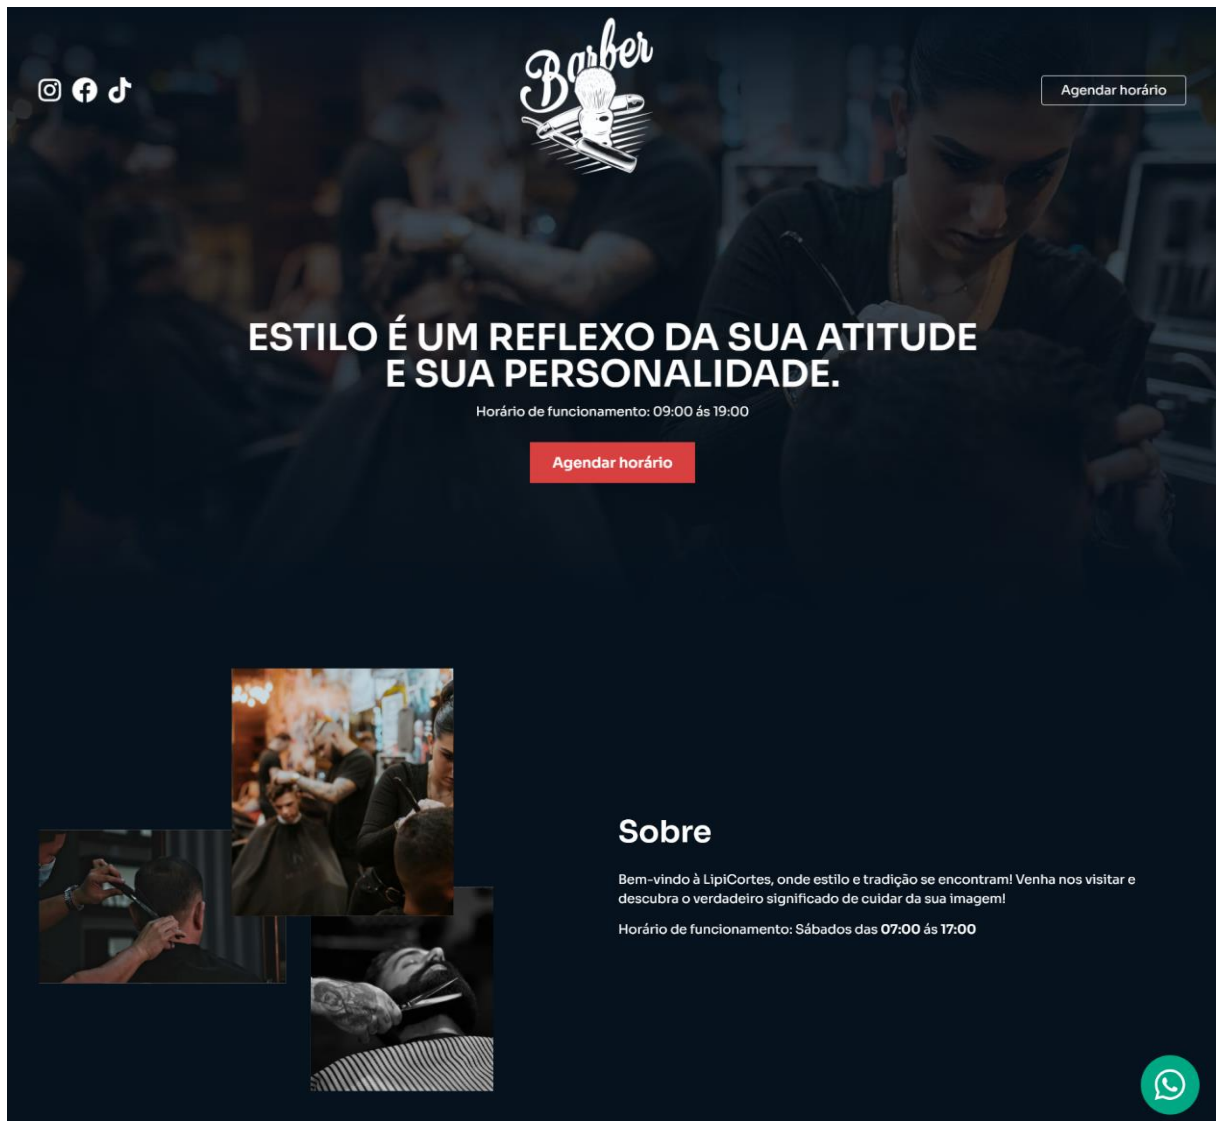 Barber
Agendar horário
ESTILO É UM REFLEXO DA SUA ATITUDE
E SUA PERSONALIDADE.
Horário de funcionamento: 09:00 ás 19:00
Agendar horário
Sobre
Bem-vindo à LipiCortes, onde estilo e tradição se encontram! Venha nos visitar e
descubra o verdadeiro significado de cuidar da sua imagem!
Horário de funcionamento: Sábados das 07:00 ás 17:00